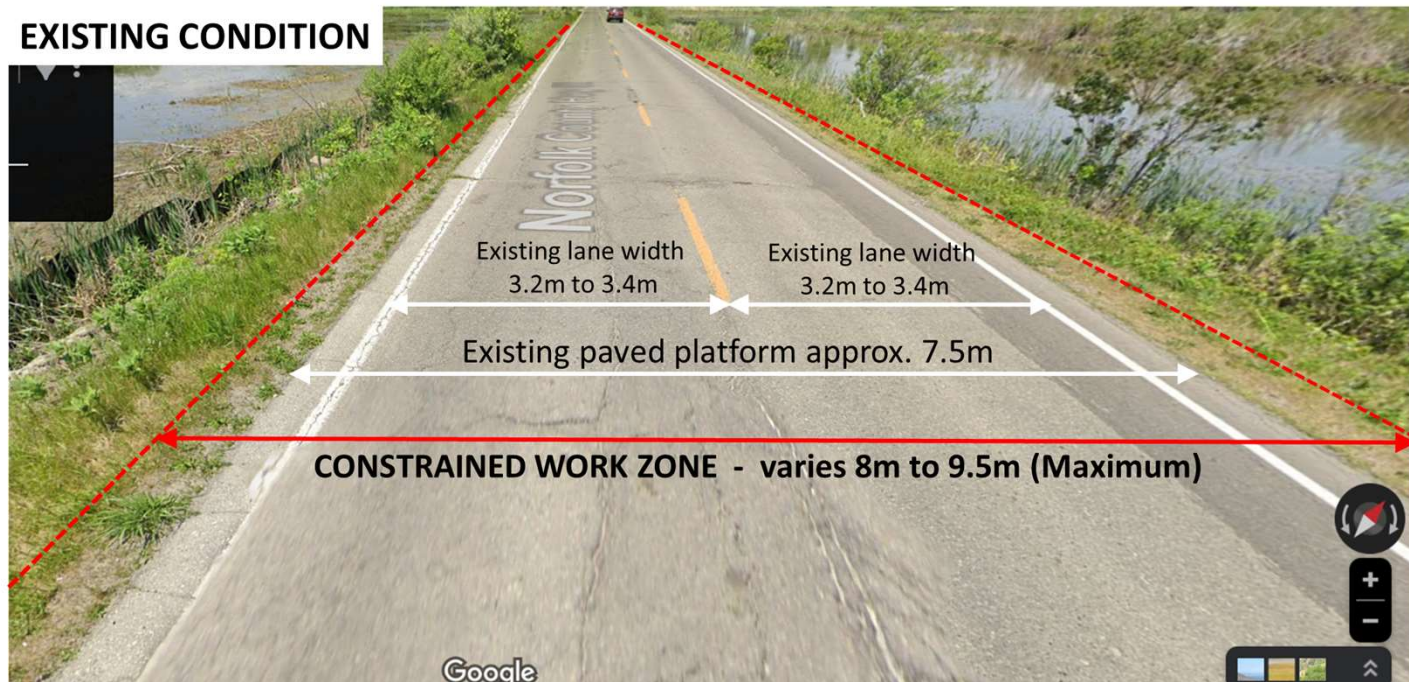 EXISTING CONDITION
Norfolk County
Existing lane width
3.2m to 3.4m
Existing lane width
3.2m to 3.4m
Existing paved platform approx. 7.5m
CONSTRAINED WORK ZONE - varies 8m to 9.5m (Maximum)
+
−
Google